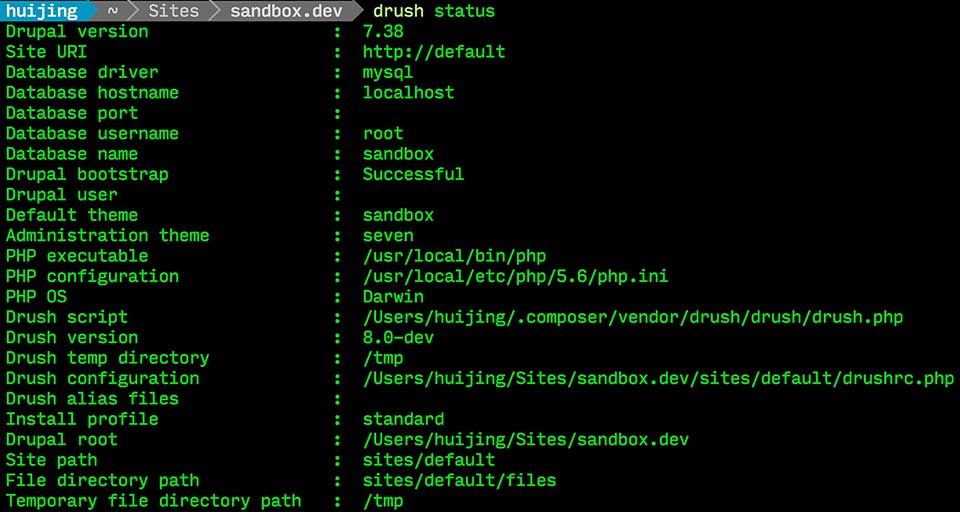 huijing ~ Sites sandbox.dev drush status
Drupal version : 7.38
Site URI : http://default
Database driver : mysql
Database hostname : localhost
Database port :
Database username : root
Database name : sandbox
Drupal bootstrap : Successful
Drupal user :
Default theme : sandbox
Administration theme : seven
PHP executable : /usr/local/bin/php
PHP configuration : /usr/local/etc/php/5.6/php.ini
PHP OS : Darwin
Drush script : /Users/huijing/.composer/vendor/drush/drush/drush.php
Drush version : 8.0-dev
Drush temp directory : /tmp
Drush configuration : /Users/huijing/Sites/sandbox.dev/sites/default/drushrc.php
Drush alias files :
Install profile : standard
Drupal root : /Users/huijing/Sites/sandbox.dev
Site path : sites/default
File directory path : sites/default/files
Temporary file directory path : /tmp